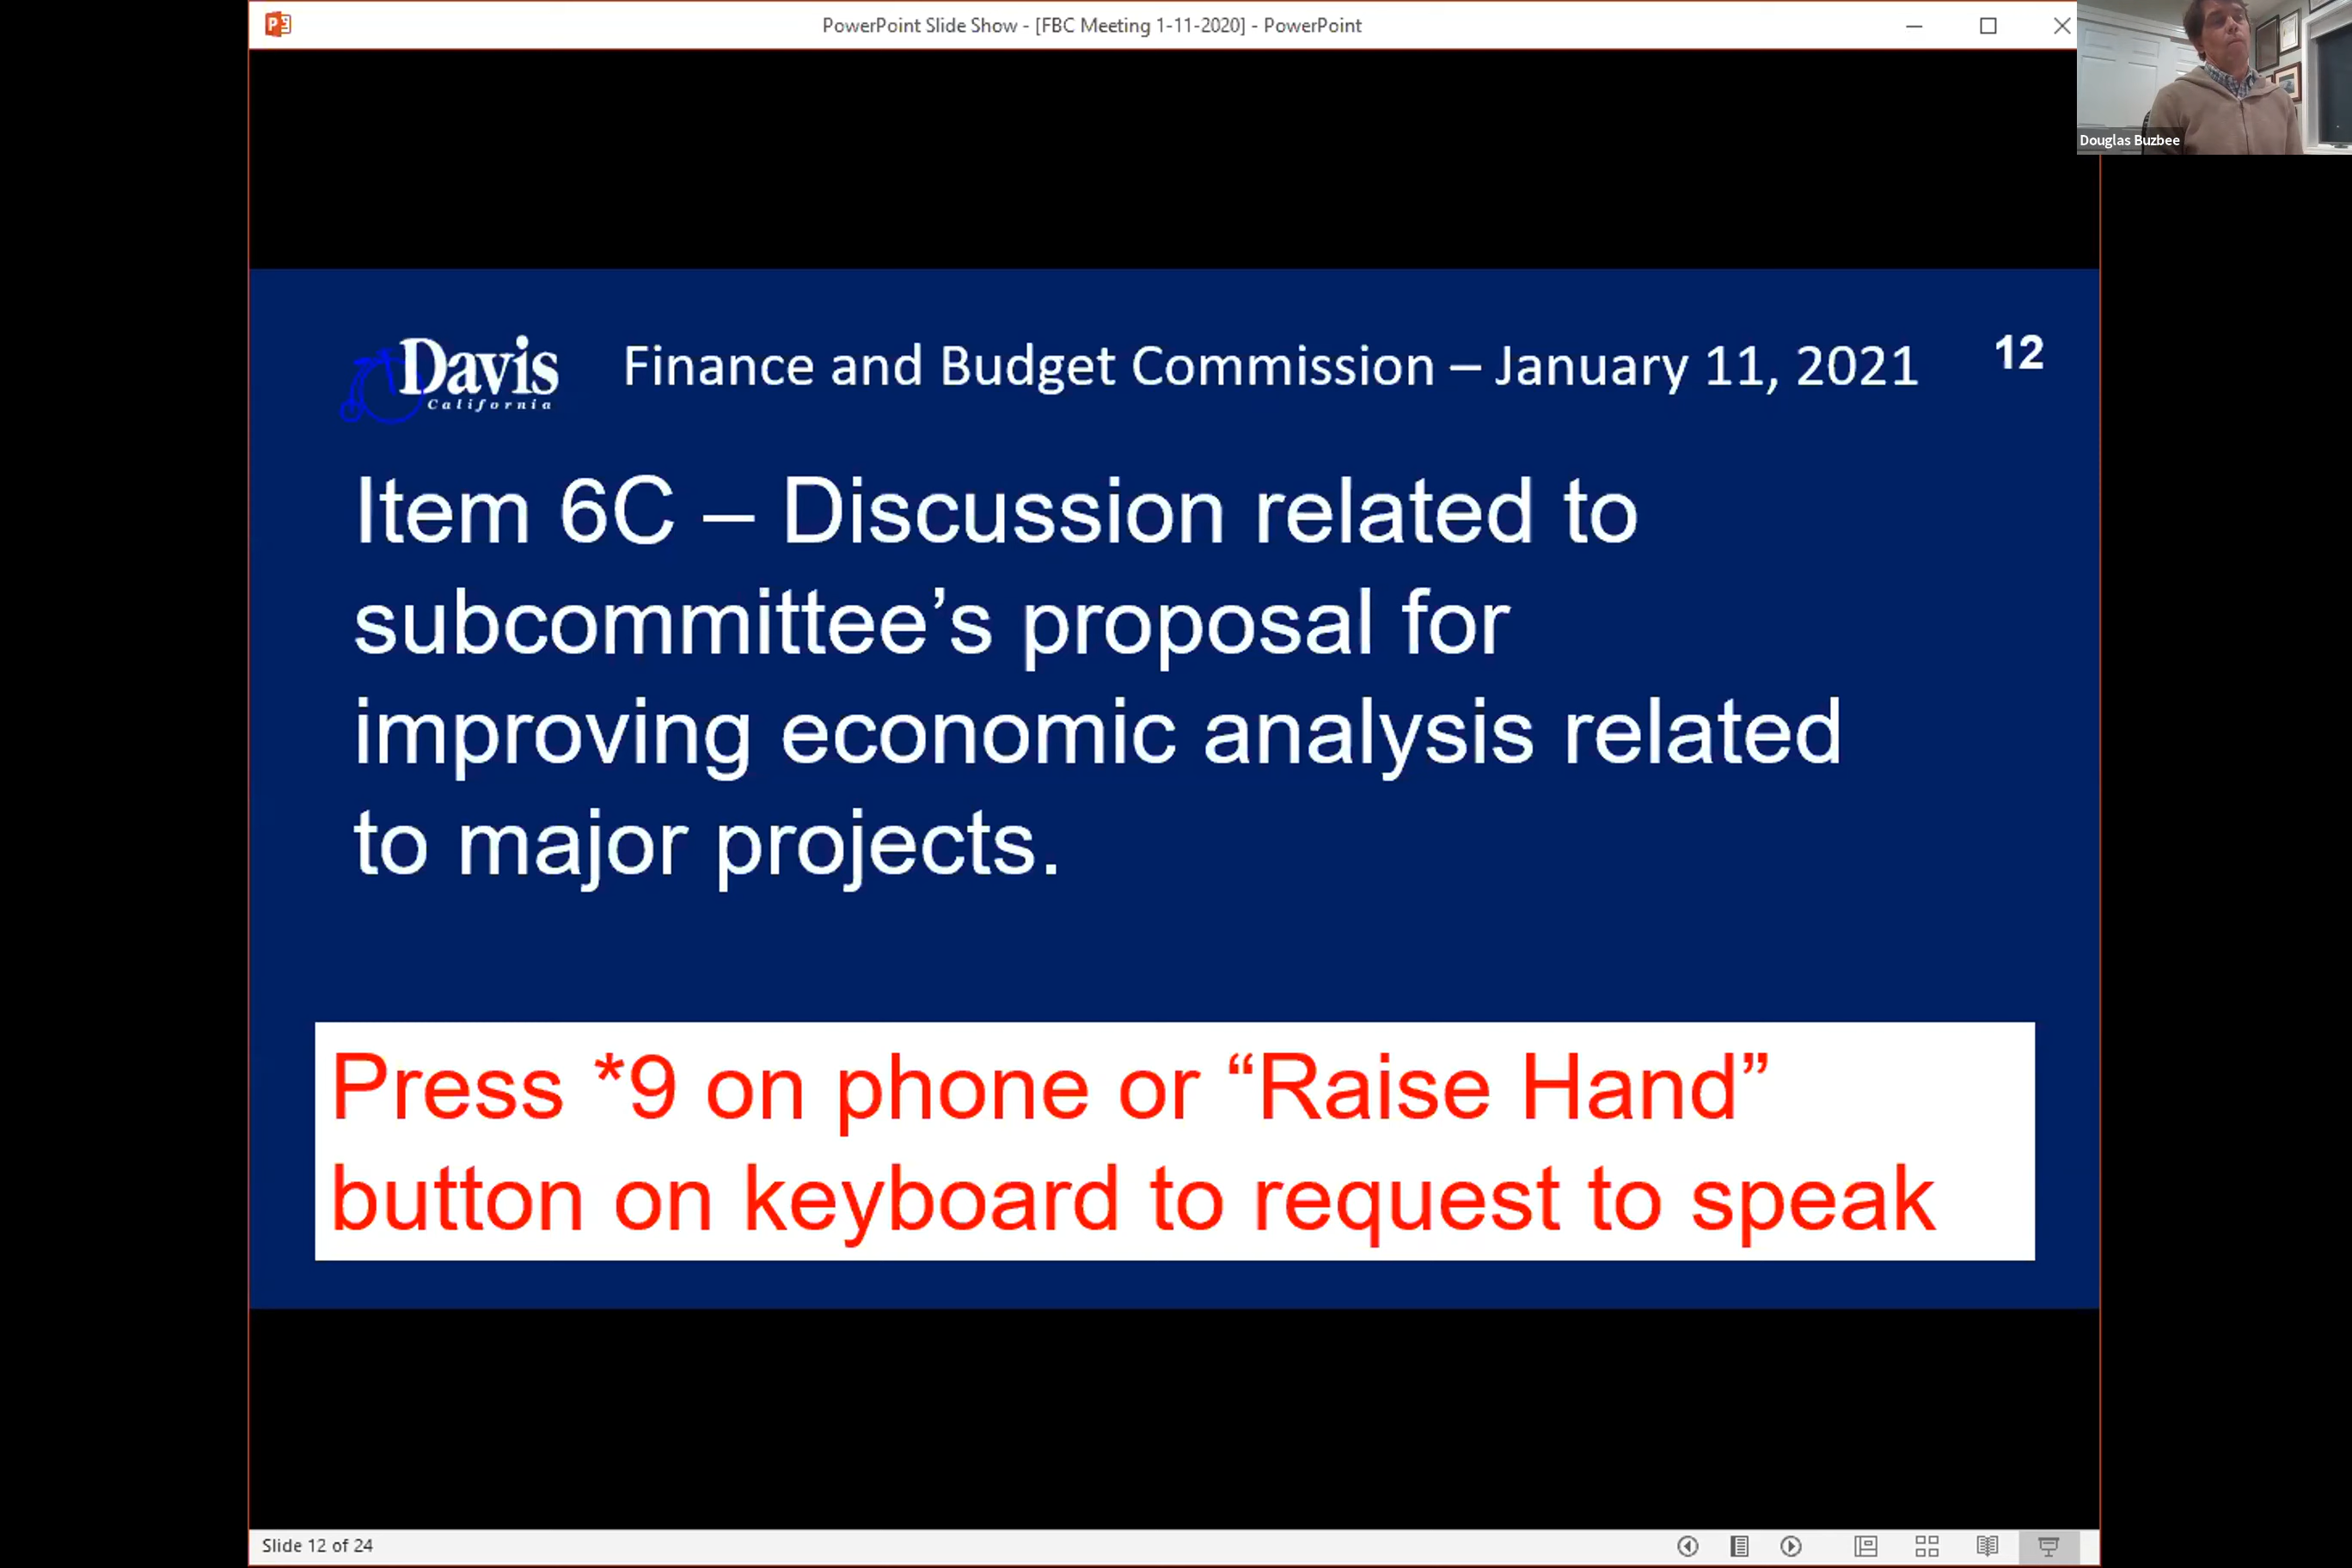 PowerPoint Slide Show - [FBC Meeting 1-11-2020] - PowerPoint
Douglas Buzbee
Davis
California
Finance and Budget Commission – January 11, 2021
12
Item 6C – Discussion related to
subcommittee’s proposal for
improving economic analysis related
to major projects.
Press *9 on phone or “Raise Hand”
button on keyboard to request to speak
Slide 12 of 24